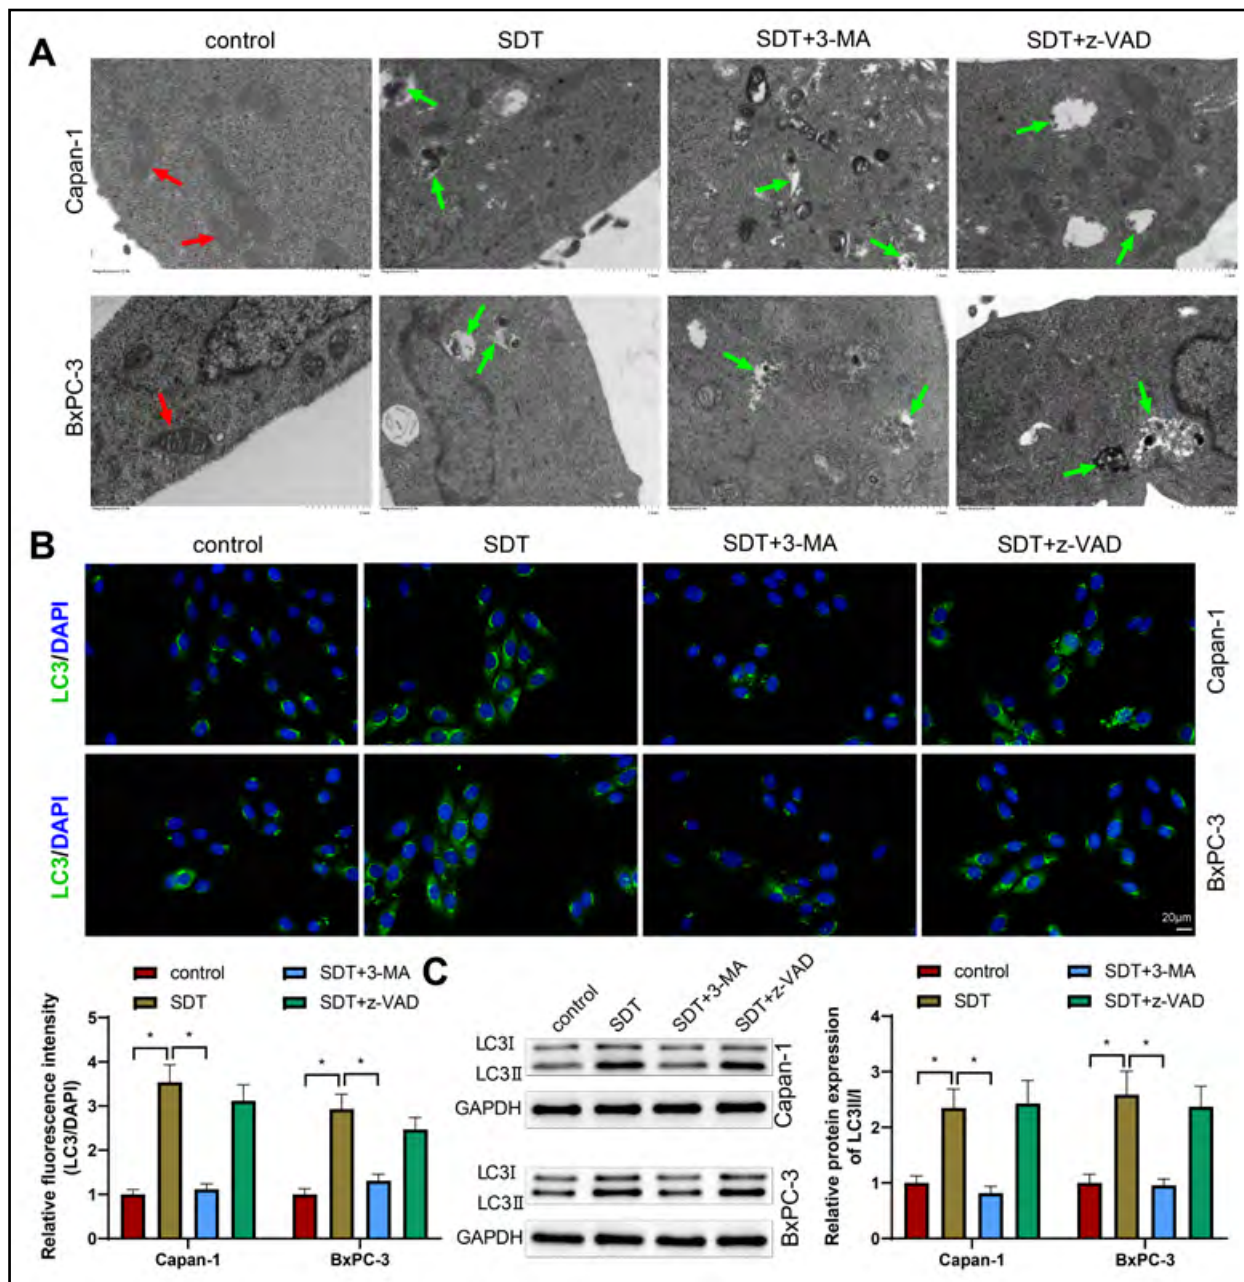 A
control SDT SDT+3-MA SDT+z-VAD
Capan-1
BxPC-3
B
control SDT SDT+3-MA SDT+z-VAD
LC3/DAPI
Capan-1
LC3/DAPI
BxPC-3
20μm
control SDT+3-MA
SDT SDT+z-VAD
Relative fluorescence intensity
(LC3/DAPI)
5
4
3
2
1
0
* * * *
Capan-1 BxPC-3
C
control SDT SDT+3-MA SDT+z-VAD
LC3I
LC3II
GAPDH
Capan-1
LC3I
LC3II
GAPDH
BxPC-3
control SDT+3-MA
SDT SDT+z-VAD
Relative protein expression
of LC3II/I
4
3
2
1
0
* * * *
Capan-1 BxPC-3